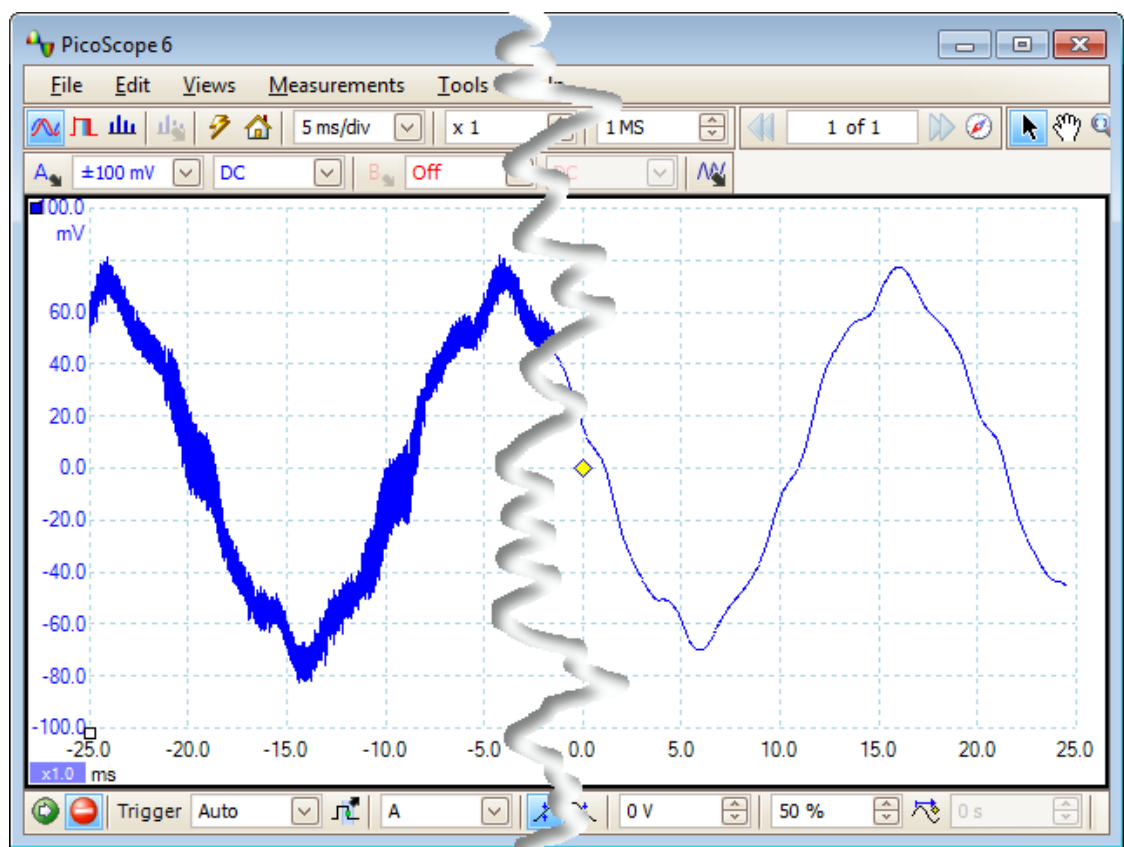 PicoScope 6
File Edit Views Measurements Tools
5 ms/div x 1 1 MS 1 of 1
A ±100 mV DC B Off DC
100.0
mV
60.0
40.0
20.0
0.0
-20.0
-40.0
-60.0
-80.0
-100.0
-25.0 -20.0 -15.0 -10.0 -5.0 0.0 5.0 10.0 15.0 20.0 25.0
x1.0 ms
Trigger Auto A 0 V 50 % 0 s